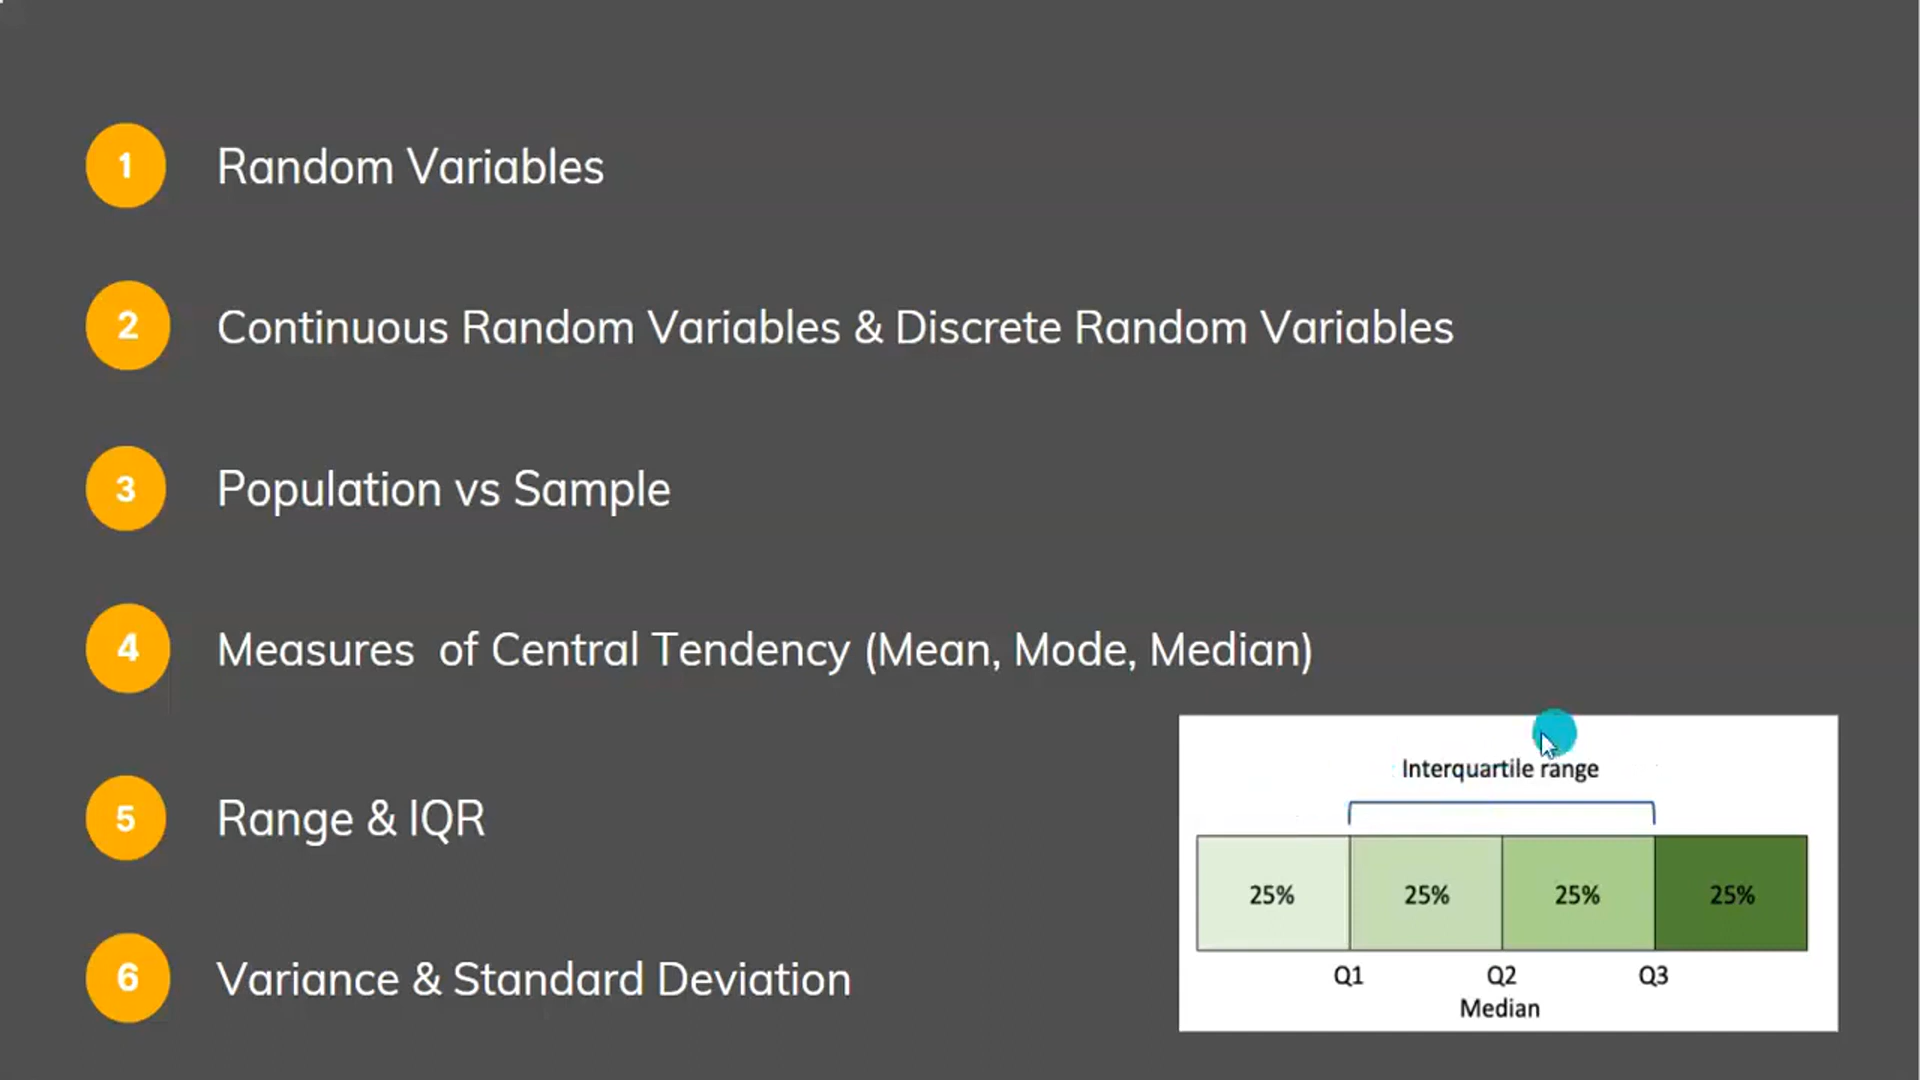 1 Random Variables
2 Continuous Random Variables & Discrete Random Variables
3 Population vs Sample
4 Measures of Central Tendency (Mean, Mode, Median)
5 Range & IQR
6 Variance & Standard Deviation
Interquartile range
25% 25% 25% 25%
Q1 Q2 Q3
Median